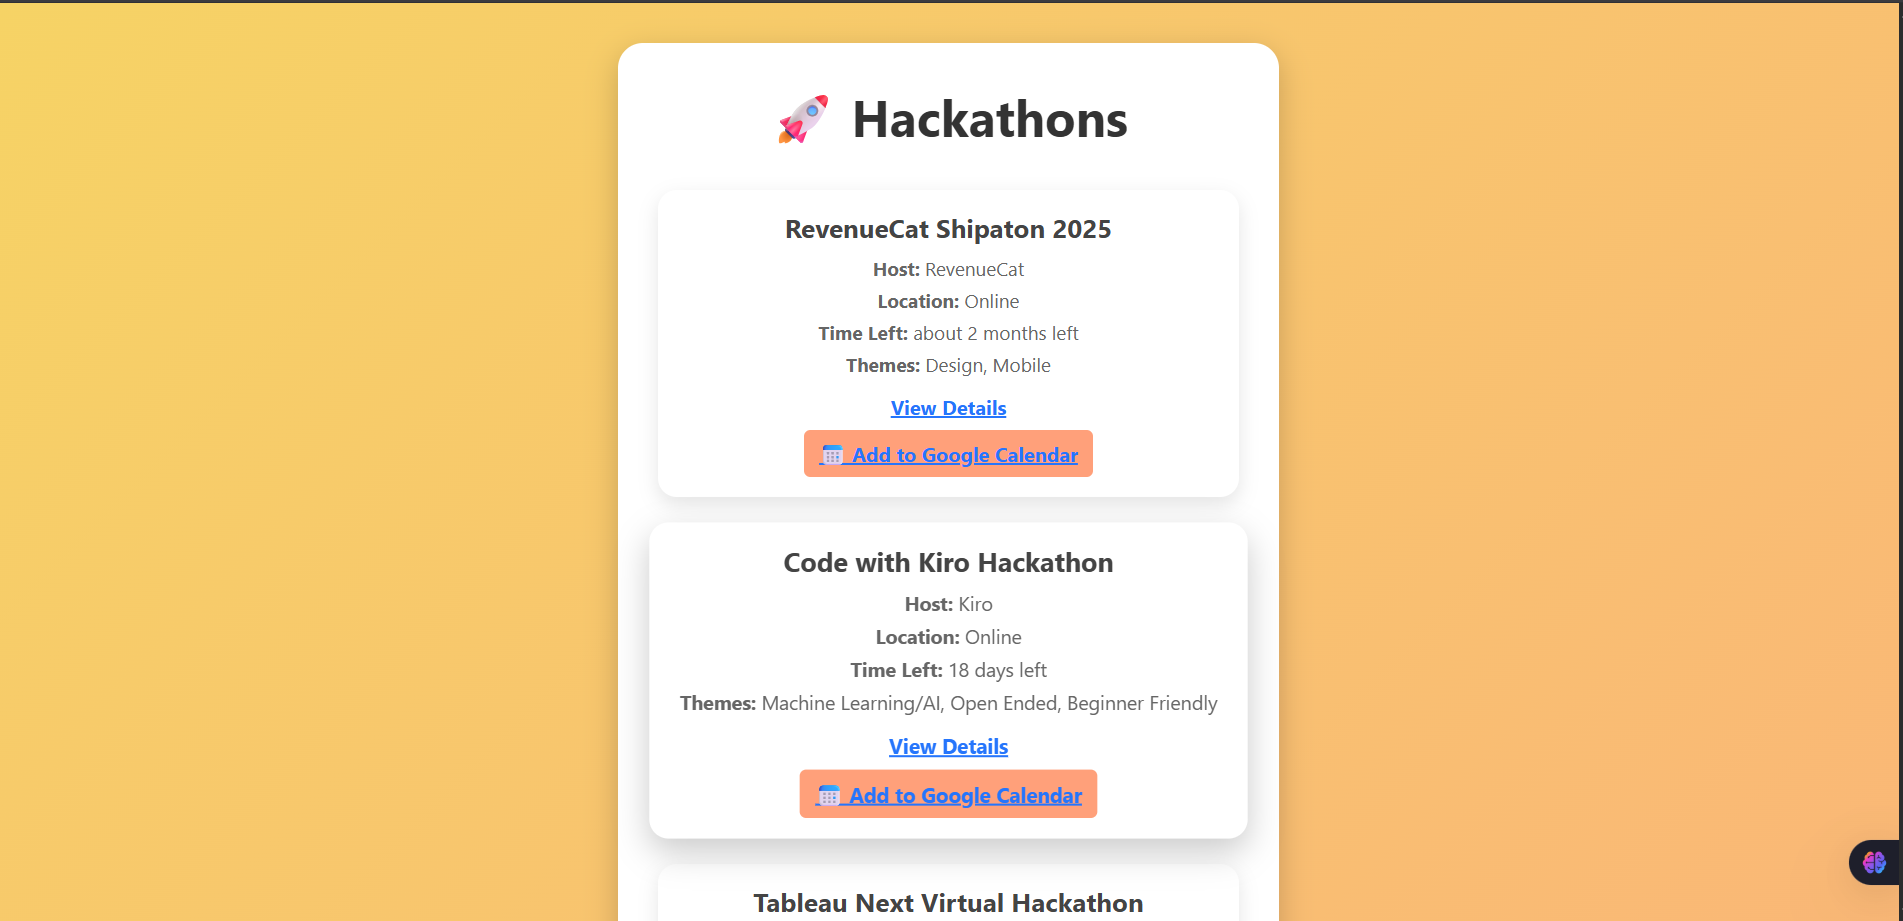 🚀 Hackathons
RevenueCat Shipaton 2025
Host: RevenueCat
Location: Online
Time Left: about 2 months left
Themes: Design, Mobile
View Details
Add to Google Calendar
Code with Kiro Hackathon
Host: Kiro
Location: Online
Time Left: 18 days left
Themes: Machine Learning/AI, Open Ended, Beginner Friendly
View Details
Add to Google Calendar
Tableau Next Virtual Hackathon